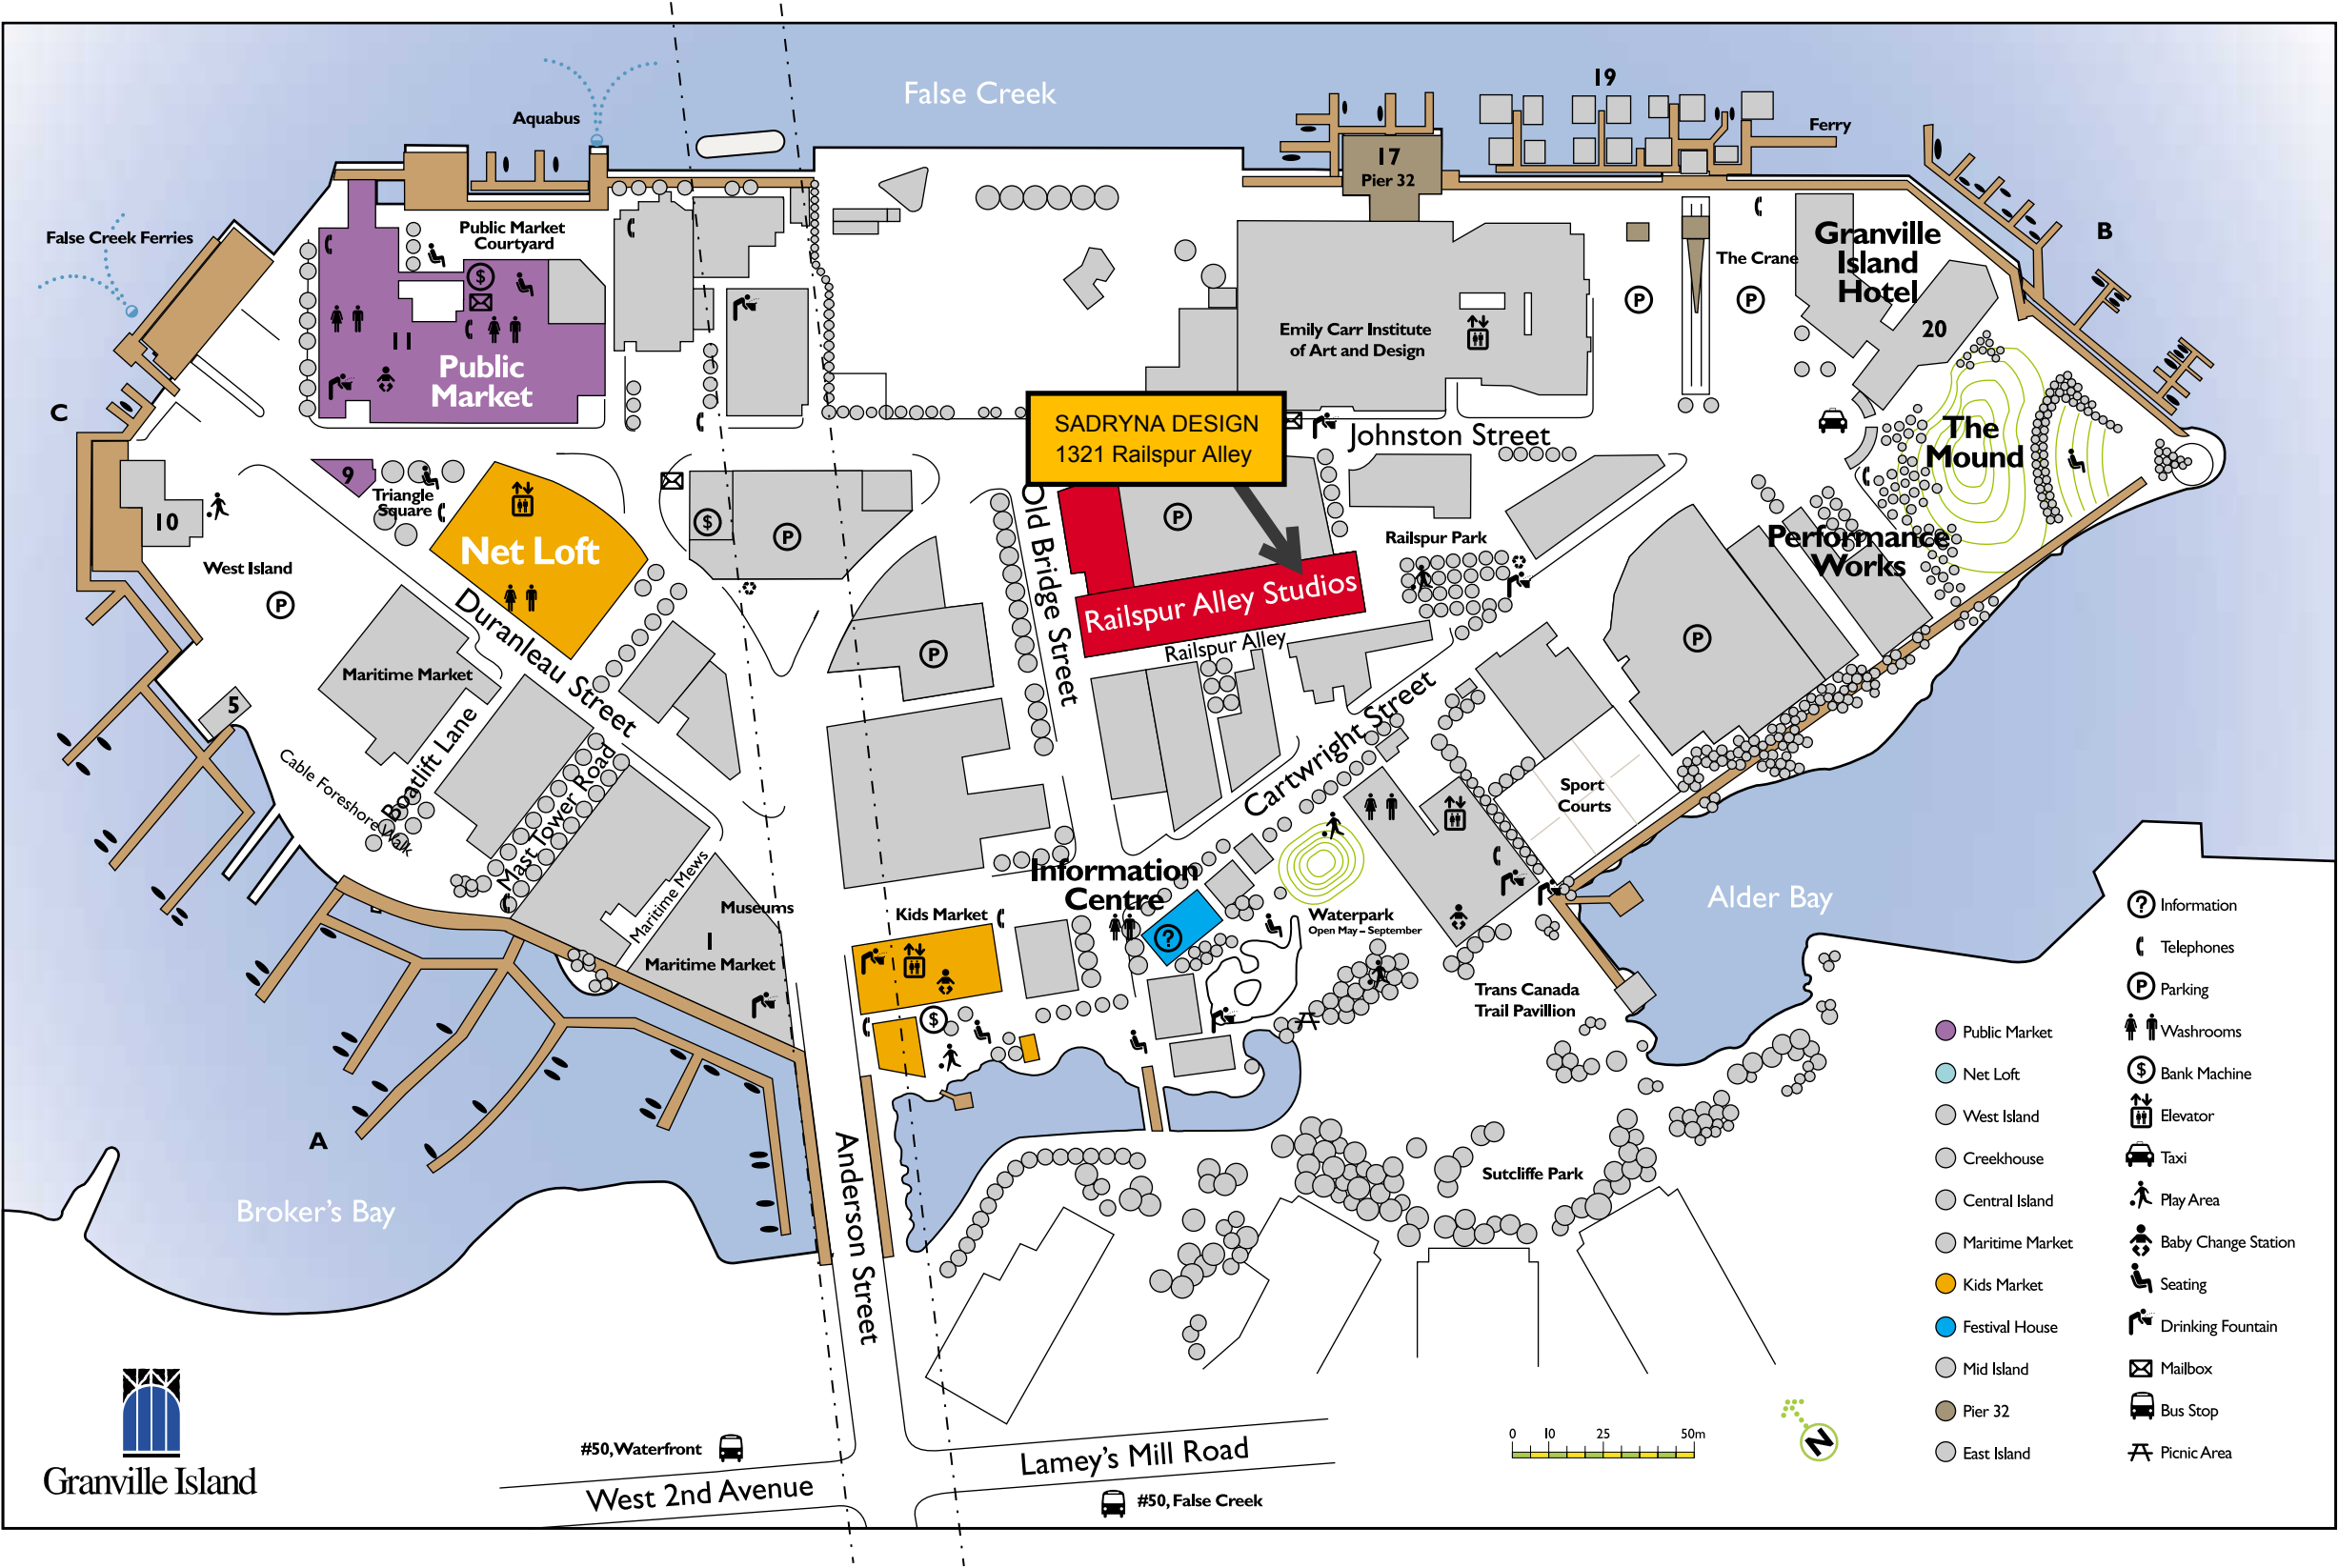 False Creek
19
Aquabus
Ferry
17
Pier 32
False Creek Ferries
Public Market
Courtyard
B
Granville
Island
Hotel
The Crane
$
P
P
20
11
Emily Carr Institute
of Art and Design
Public
Market
C
SADRYNA DESIGN
1321 Railspur Alley
Johnston Street
The
Mound
9
Triangle
Square
10
Net Loft
$
P
P
Old Bridge Street
Railspur Park
Performance
Works
West Island
P
Duranleau Street
Railspur Alley Studios
Railspur Alley
P
P
Maritime Market
5
Boatlift Lane
Cable Foreshore Walk
Mast Tower Road
Cartwright Street
Sport
Courts
Maritime Mews
Information
Centre
Museums
1
Maritime Market
Kids Market
?
Waterpark
Open May – September
Alder Bay
$
Trans Canada
Trail Pavillion
A
Broker's Bay
Anderson Street
Sutcliffe Park
Public Market
Net Loft
West Island
Creekhouse
Central Island
Maritime Market
Kids Market
Festival House
Mid Island
Pier 32
East Island
? Information
Telephones
P Parking
Washrooms
$ Bank Machine
Elevator
Taxi
Play Area
Baby Change Station
Seating
Drinking Fountain
Mailbox
Bus Stop
Picnic Area
Granville Island
#50, Waterfront
West 2nd Avenue
Lamey's Mill Road
#50, False Creek
0 10 25 50m
N